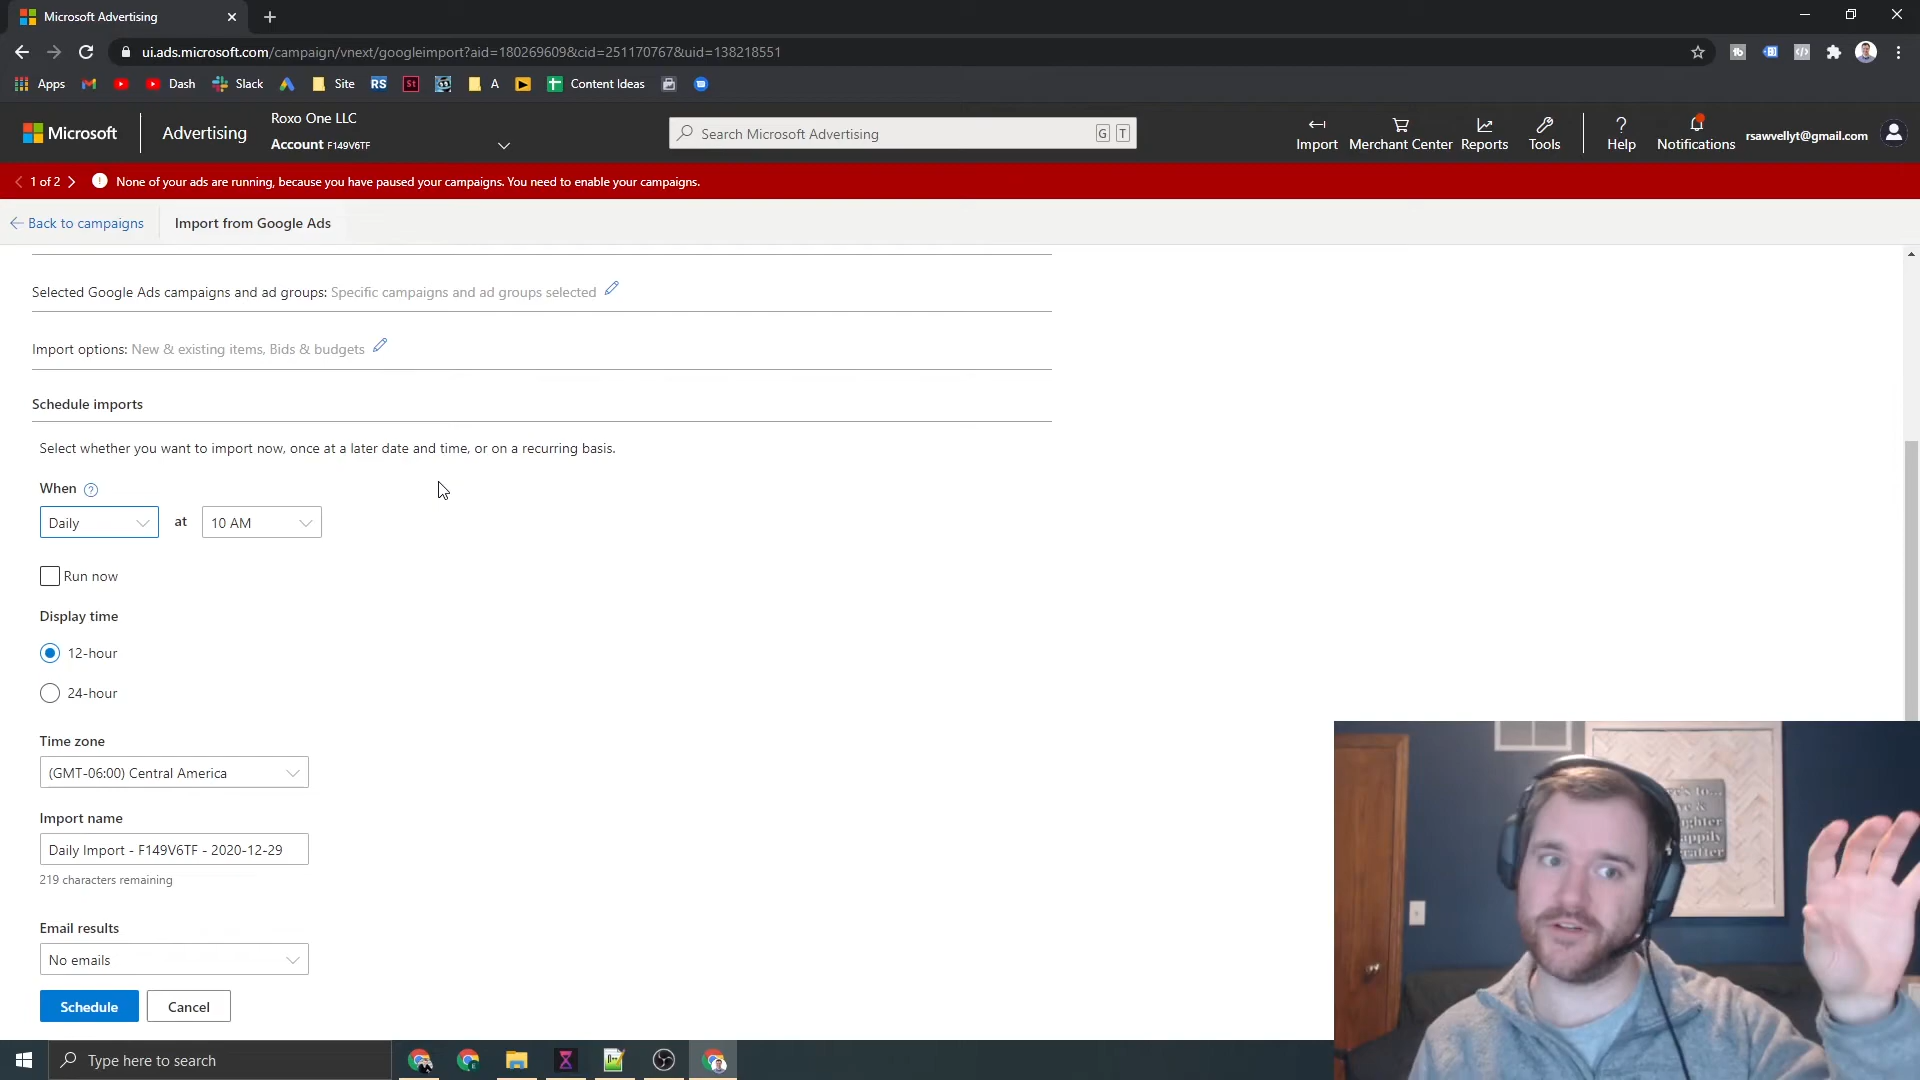 Microsoft Advertising
ui.ads.microsoft.com/campaign/vnext/googleimport?aid=180269609&cid=251170767&uid=138218551
Apps
Dash
Slack
Site
RS
St
A
Content Ideas
Microsoft
Advertising
Roxo One LLC
Account F149V6TF
Search Microsoft Advertising
G T
Import
Merchant Center
Reports
Tools
Help
Notifications
rsawvellyt@gmail.com
1 of 2
None of your ads are running, because you have paused your campaigns. You need to enable your campaigns.
Back to campaigns
Import from Google Ads
Selected Google Ads campaigns and ad groups: Specific campaigns and ad groups selected
Import options: New & existing items, Bids & budgets
Schedule imports
Select whether you want to import now, once at a later date and time, or on a recurring basis.
When ?
Daily at 10 AM
Run now
Display time
12-hour
24-hour
Time zone
(GMT-06:00) Central America
Import name
Daily Import - F149V6TF - 2020-12-29
219 characters remaining
Email results
No emails
Schedule
Cancel
Type here to search